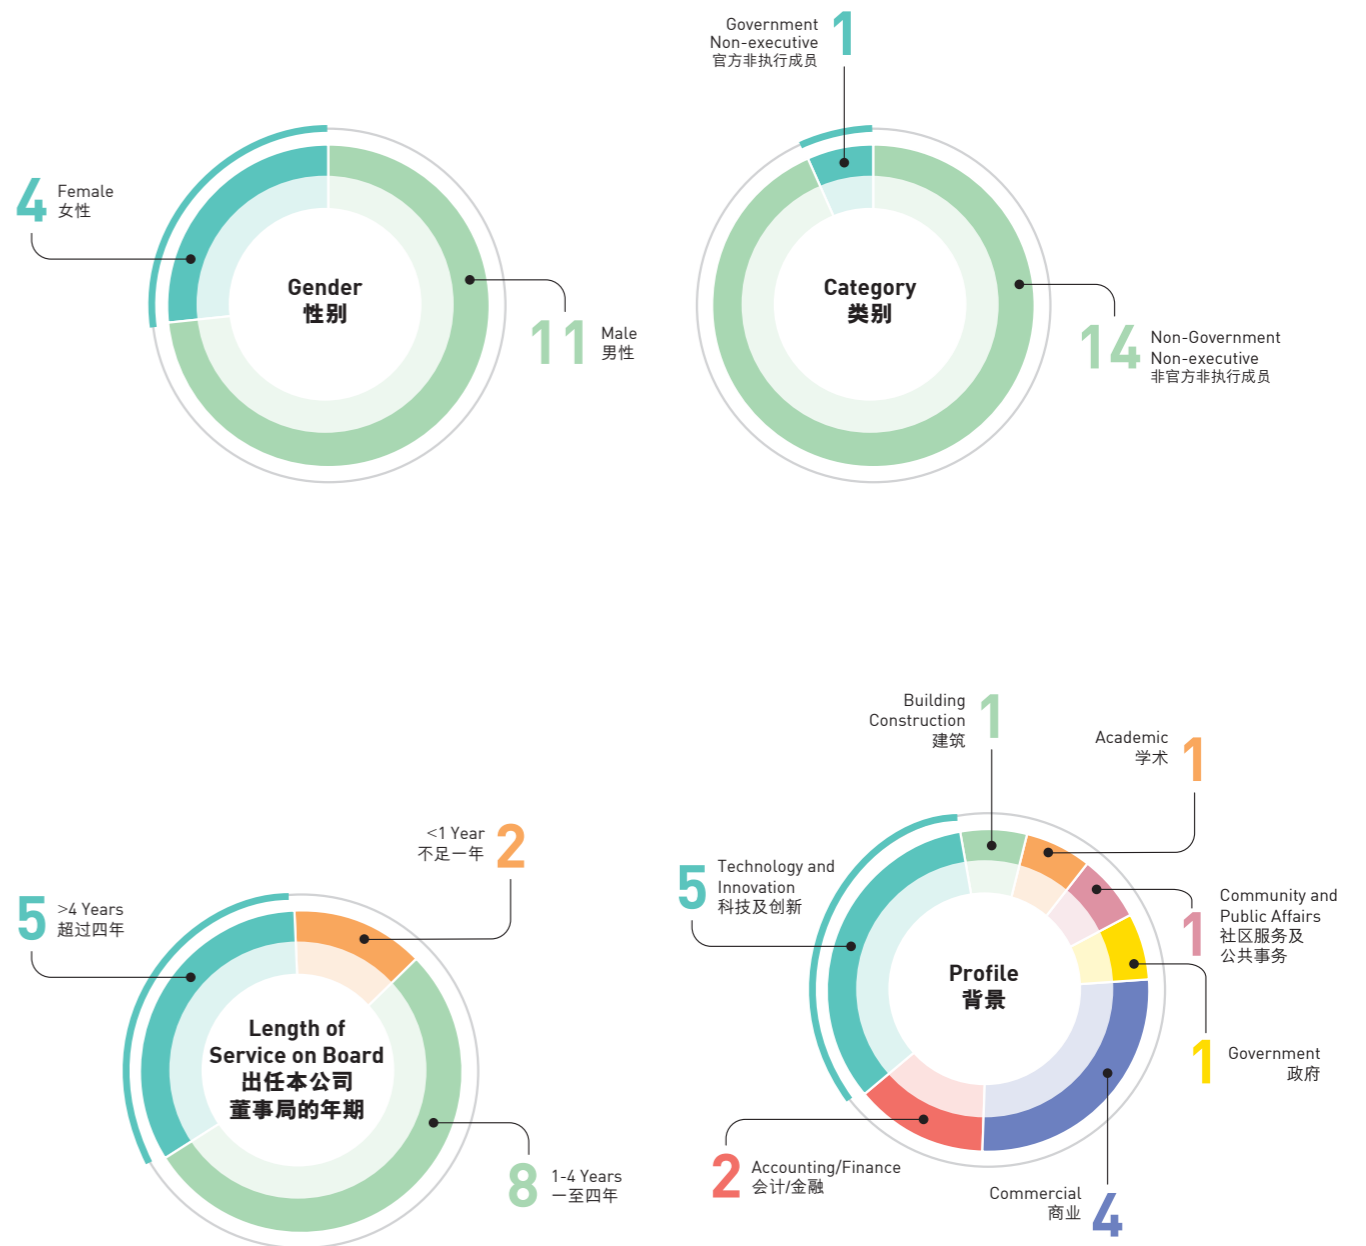 Government
Non-executive
官方非执行成员
1
4
Female
女性
Gender
性别
11
Male
男性
Category
类别
14
Non-Government
Non-executive
非官方非执行成员
<1 Year
不足一年
2
5
>4 Years
超过四年
Length of
Service on Board
出任本公司
董事局的年期
8
1-4 Years
一至四年
Building
Construction
建筑
1
Academic
学术
1
5
Technology and
Innovation
科技及创新
1
Community and
Public Affairs
社区服务及
公共事务
Profile
背景
1
Government
政府
2
Accounting/Finance
会计/金融
Commercial
商业
4